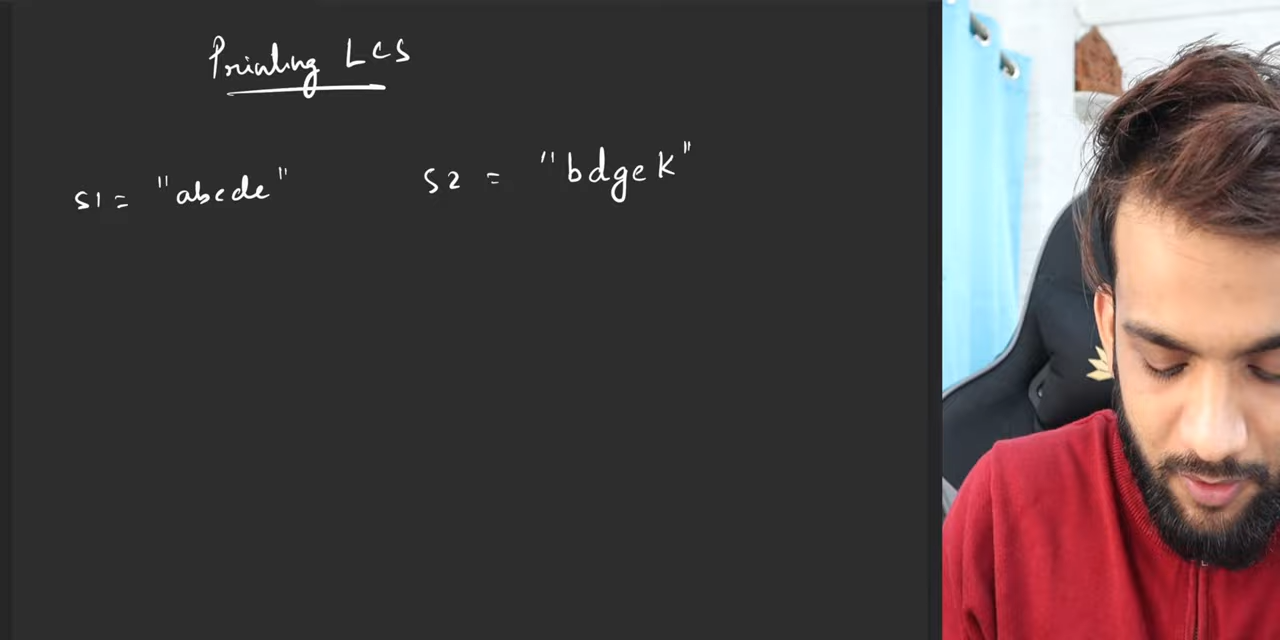 Printing LCS
S1 = "abcde" S2 = "bdgek"